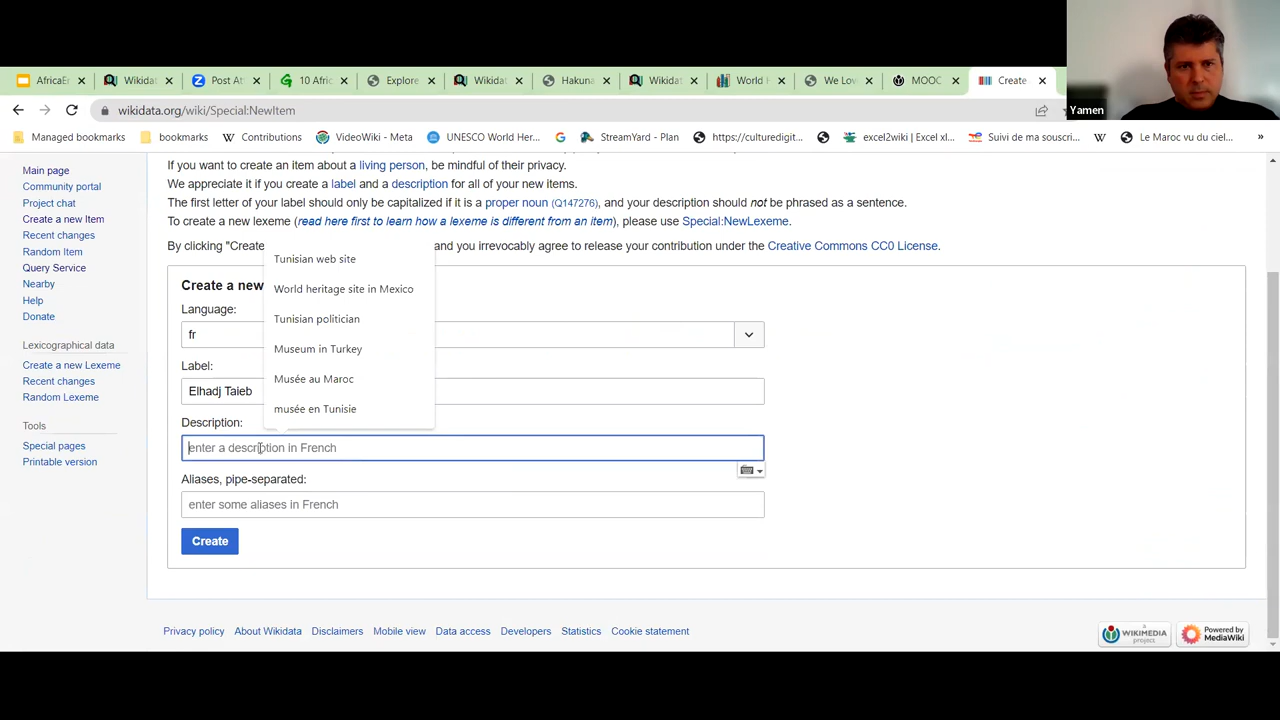 AfricaE
Wikidat
Post At
10 Afri
Explore
Wikidat
Hakuna
Wikidat
World H
We Lov
MOOC
Create
Yamen
wikidata.org/wiki/Special:NewItem
Managed bookmarks
bookmarks
Contributions
VideoWiki - Meta
UNESCO World Her...
StreamYard - Plan
https://culturedigit...
excel2wiki | Excel xl...
Suivi de ma souscri...
Le Maroc vu du ciel...
»
Main page
Community portal
Project chat
Create a new Item
Recent changes
Random Item
Query Service
Nearby
Help
Donate
Lexicographical data
Create a new Lexeme
Recent changes
Random Lexeme
Tools
Special pages
Printable version
If you want to create an item about a living person, be mindful of their privacy.
We appreciate it if you create a label and a description for all of your new items.
The first letter of your label should only be capitalized if it is a proper noun (Q147276), and your description should not be phrased as a sentence.
To create a new lexeme (read here first to learn how a lexeme is different from an item), please use Special:NewLexeme.
By clicking "Create and you irrevocably agree to release your contribution under the Creative Commons CC0 License.
Tunisian web site
World heritage site in Mexico
Tunisian politician
Museum in Turkey
Musée au Maroc
musée en Tunisie
Create a new
Language:
fr
Label:
Elhadj Taieb
Description:
enter a description in French
Aliases, pipe-separated:
enter some aliases in French
Create
Privacy policy
About Wikidata
Disclaimers
Mobile view
Data access
Developers
Statistics
Cookie statement
A
WIKIMEDIA
project
Powered by
MediaWiki